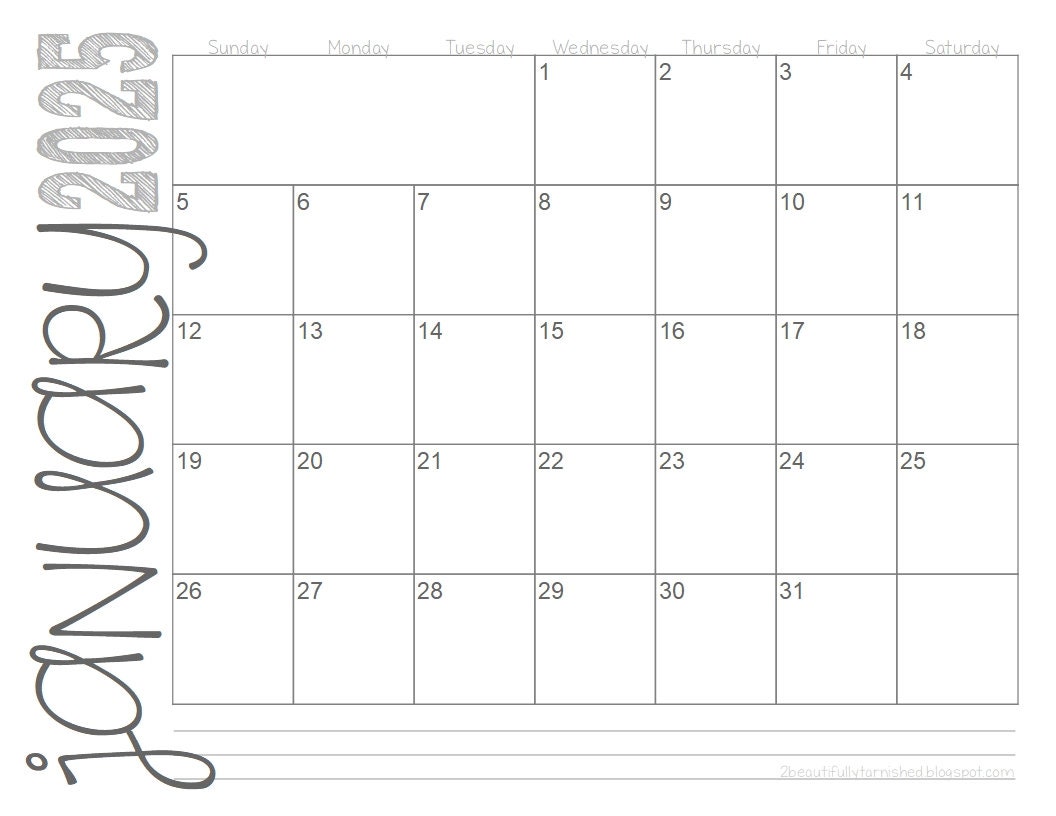 january 2025
Sunday Monday Tuesday Wednesday Thursday Friday Saturday
1 2 3 4
5 6 7 8 9 10 11
12 13 14 15 16 17 18
19 20 21 22 23 24 25
26 27 28 29 30 31
2beautifullytarnished.blogspot.com